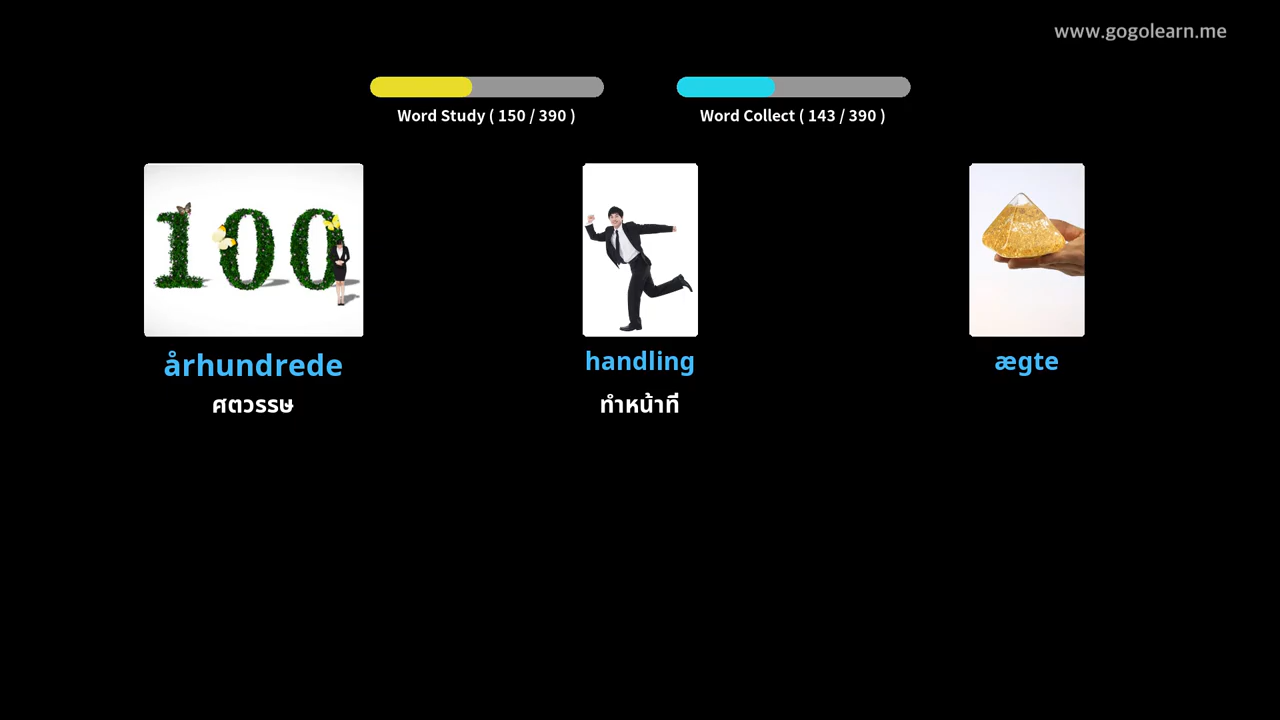 www.gogolearn.me
Word Study ( 150 / 390 )
Word Collect ( 143 / 390 )
århundrede
ศตวรรษ
handling
ทำหน้าที่
ægte